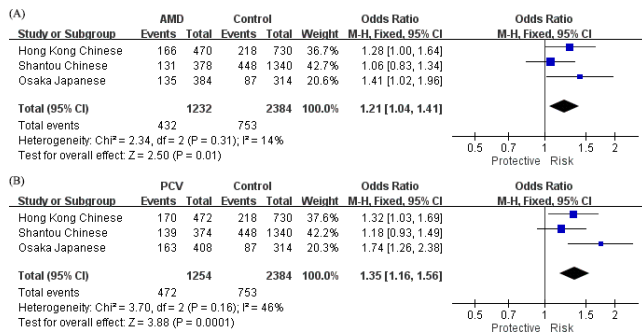 (A)
AMD Control Odds Ratio Odds Ratio
Study or Subgroup Events Total Events Total Weight M-H, Fixed, 95% CI M-H, Fixed, 95% CI
Hong Kong Chinese 166 470 218 730 36.7% 1.28 [1.00, 1.64]
Shantou Chinese 131 378 448 1340 42.7% 1.06 [0.83, 1.34]
Osaka Japanese 135 384 87 314 20.6% 1.41 [1.02, 1.96]
Total (95% CI) 1232 2384 100.0% 1.21 [1.04, 1.41]
Total events 432 753
Heterogeneity: Chi² = 2.34, df = 2 (P = 0.31); I² = 14%
Test for overall effect: Z = 2.50 (P = 0.01)
0.5 0.7 1 1.5 2
Protective Risk
(B)
PCV Control Odds Ratio Odds Ratio
Study or Subgroup Events Total Events Total Weight M-H, Fixed, 95% CI M-H, Fixed, 95% CI
Hong Kong Chinese 170 472 218 730 37.6% 1.32 [1.03, 1.69]
Shantou Chinese 139 374 448 1340 42.1% 1.18 [0.93, 1.49]
Osaka Japanese 163 408 87 314 20.3% 1.74 [1.26, 2.38]
Total (95% CI) 1254 2384 100.0% 1.35 [1.16, 1.56]
Total events 472 753
Heterogeneity: Chi² = 3.70, df = 2 (P = 0.16); I² = 46%
Test for overall effect: Z = 3.88 (P = 0.0001)
0.5 0.7 1 1.5 2
Protective Risk